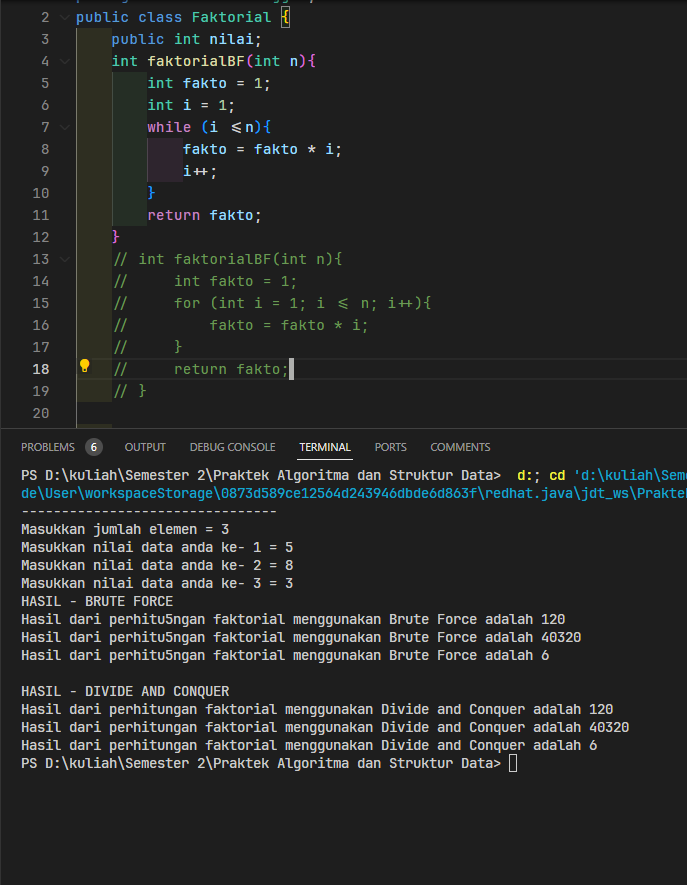 2 public class Faktorial {
3 public int nilai;
4 int faktorialBF(int n){
5 int fakto = 1;
6 int i = 1;
7 while (i <=n){
8 fakto = fakto * i;
9 i++;
10 }
11 return fakto;
12 }
13 // int faktorialBF(int n){
14 // int fakto = 1;
15 // for (int i = 1; i <= n; i++){
16 // fakto = fakto * i;
17 // }
18 // return fakto;
19 // }
20
PROBLEMS 6 OUTPUT DEBUG CONSOLE TERMINAL PORTS COMMENTS
PS D:\kuliah\Semester 2\Praktek Algoritma dan Struktur Data> d:; cd 'd:\kuliah\Seme
de\User\workspaceStorage\0873d589ce12564d243946dbde6d863f\redhat.java\jdt_ws\Praktek
--------------------------------
Masukkan jumlah elemen = 3
Masukkan nilai data anda ke- 1 = 5
Masukkan nilai data anda ke- 2 = 8
Masukkan nilai data anda ke- 3 = 3
HASIL - BRUTE FORCE
Hasil dari perhitu5ngan faktorial menggunakan Brute Force adalah 120
Hasil dari perhitu5ngan faktorial menggunakan Brute Force adalah 40320
Hasil dari perhitu5ngan faktorial menggunakan Brute Force adalah 6
HASIL - DIVIDE AND CONQUER
Hasil dari perhitungan faktorial menggunakan Divide and Conquer adalah 120
Hasil dari perhitungan faktorial menggunakan Divide and Conquer adalah 40320
Hasil dari perhitungan faktorial menggunakan Divide and Conquer adalah 6
PS D:\kuliah\Semester 2\Praktek Algoritma dan Struktur Data>